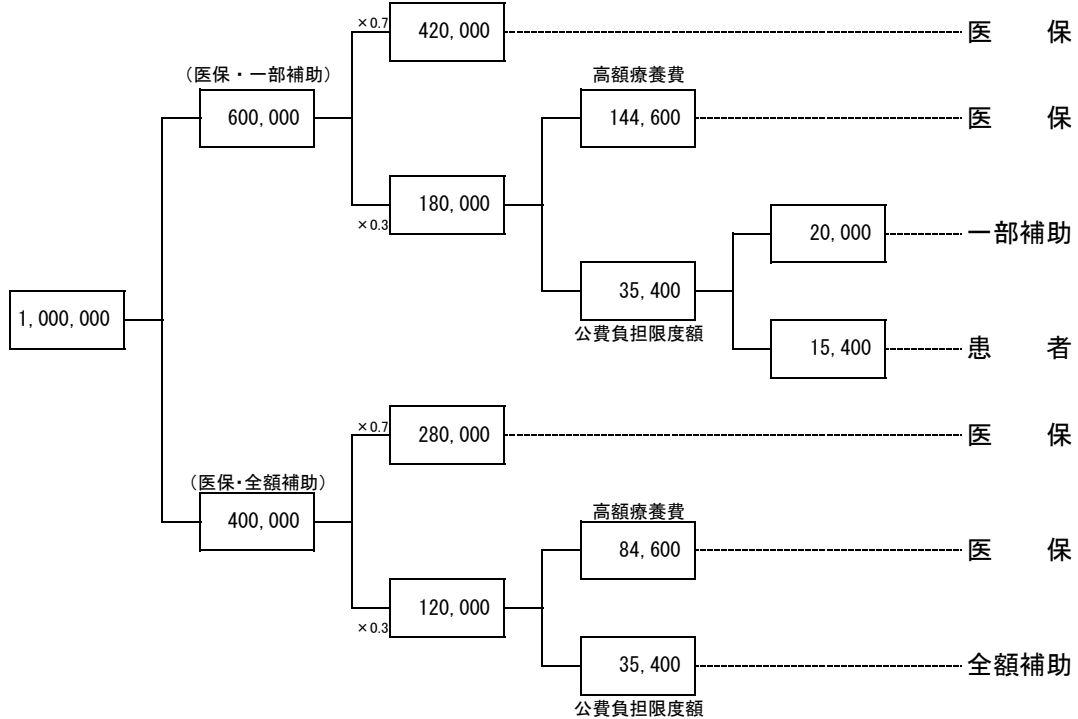 ×0.7
420,000
医 保
(医保・一部補助)
600,000
高額療養費
144,600
医 保
×0.3
180,000
20,000
一部補助
35,400
公費負担限度額
15,400
患 者
1,000,000
×0.7
280,000
医 保
(医保・全額補助)
400,000
高額療養費
84,600
医 保
×0.3
120,000
35,400
全額補助
公費負担限度額